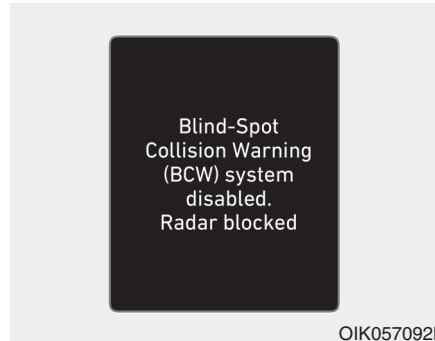 Blind-Spot
Collision Warning
(BCW) system
disabled.
Radar blocked
OIK057092